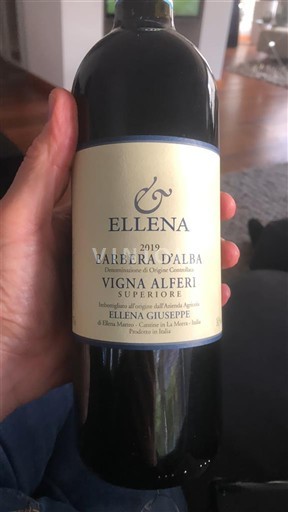 &
ELLENA
2019
BARBERA D'ALBA
Denominazione di Origine Controllata
VIGNA ALFERI
SUPERIORE
Imbottigliato all'origine dall'Azienda Agricola
ELLENA GIUSEPPE
di Ellena Matteo - Cantine in La Morra - Italia
Prodotto in Italia